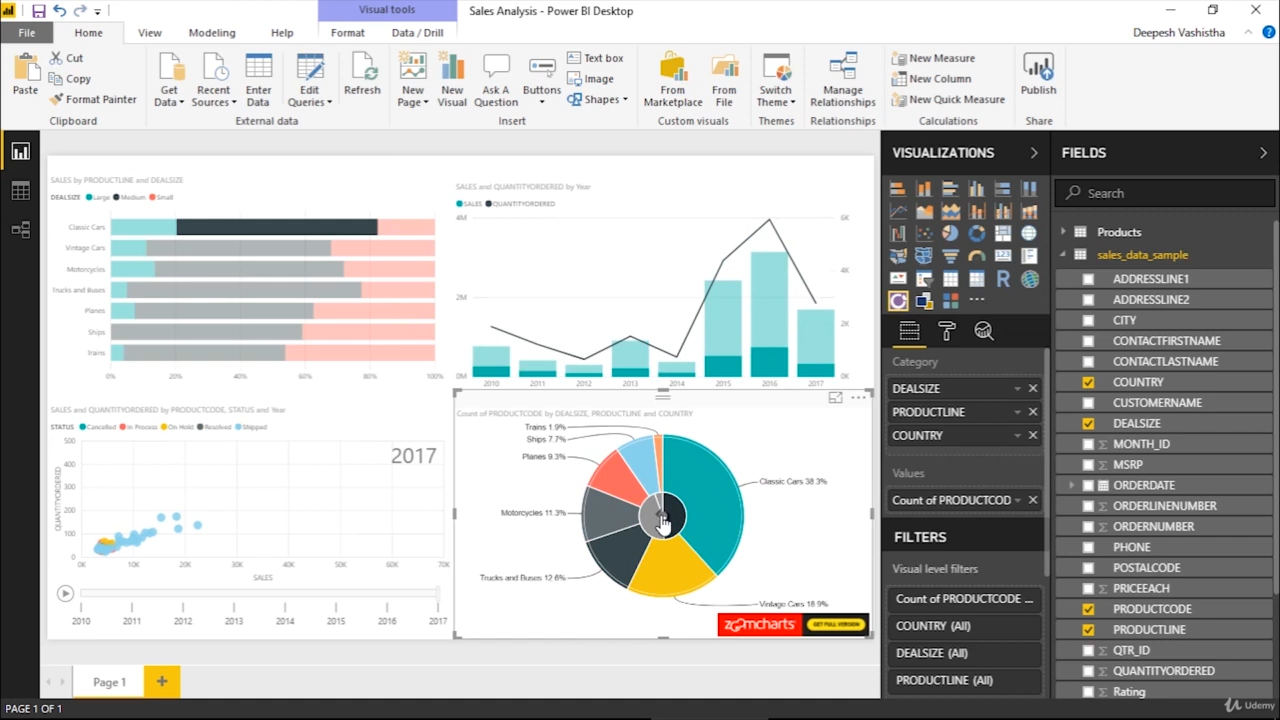 Visual tools
Sales Analysis - Power BI Desktop
File Home View Modeling Help Format Data / Drill
Deepesh Vashistha
Paste
Cut
Copy
Format Painter
Clipboard
Get Data
Recent Sources
Enter Data
Edit Queries
Refresh
External data
New Page
New Visual
Ask A Question
Buttons
Text box
Image
Shapes
Insert
From Marketplace
From File
Custom visuals
Switch Theme
Themes
Manage Relationships
Relationships
New Measure
New Column
New Quick Measure
Calculations
Publish
Share
SALES by PRODUCTLINE and DEALSIZE
DEALSIZE Large Medium Small
Classic Cars
Vintage Cars
Motorcycles
Trucks and Buses
Planes
Ships
Trains
0% 20% 40% 60% 80% 100%
SALES and QUANTITYORDERED by Year
SALES QUANTITYORDERED
4M 6K
4K
2M
2K
0M 0K
2010 2011 2012 2013 2014 2015 2016 2017
SALES and QUANTITYORDERED by PRODUCTCODE, STATUS and Year
STATUS Cancelled In Process On Hold Resolved Shipped
2017
QUANTITYORDERED
500
400
300
200
100
0
0K 10K 20K 30K 40K 50K 60K 70K
SALES
2010 2011 2012 2013 2014 2015 2016 2017
Count of PRODUCTCODE by DEALSIZE, PRODUCTLINE and COUNTRY
Trains 1.9%
Ships 7.7%
Planes 9.3%
Classic Cars 38.3%
Motorcycles 11.3%
Trucks and Buses 12.6%
Vintage Cars 18.9%
zoomcharts GET FULL VERSION
VISUALIZATIONS
R
123
Category
DEALSIZE
PRODUCTLINE
COUNTRY
Values
Count of PRODUCTCOD
FILTERS
Visual level filters
Count of PRODUCTCODE ...
COUNTRY (All)
DEALSIZE (All)
PRODUCTLINE (All)
FIELDS
Search
Products
sales_data_sample
ADDRESSLINE1
ADDRESSLINE2
CITY
CONTACTFIRSTNAME
CONTACTLASTNAME
COUNTRY
CUSTOMERNAME
DEALSIZE
MONTH_ID
MSRP
ORDERDATE
ORDERLINENUMBER
ORDERNUMBER
PHONE
POSTALCODE
PRICEEACH
PRODUCTCODE
PRODUCTLINE
QTR_ID
QUANTITYORDERED
Rating
Page 1
PAGE 1 OF 1
Udemy